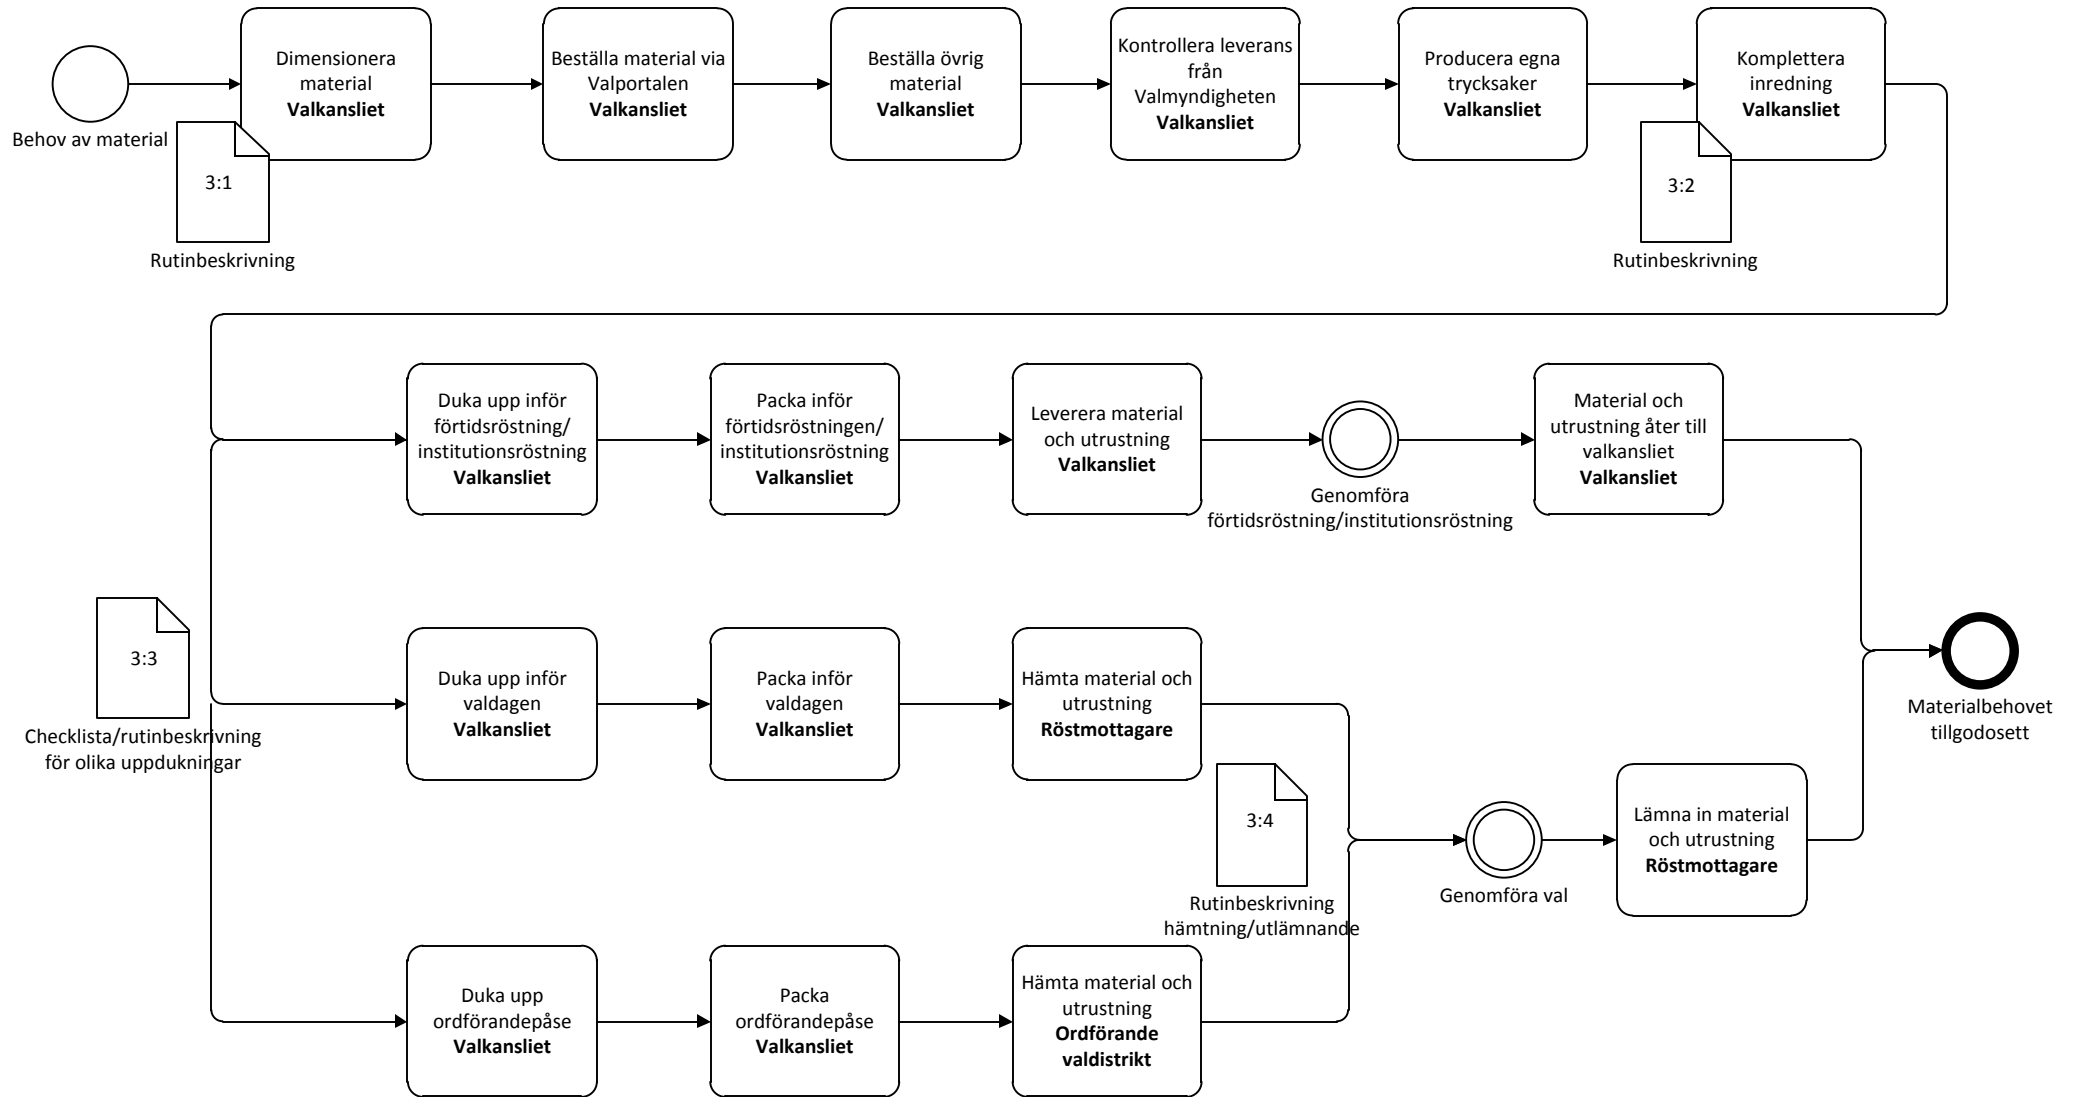 Behov av material
Dimensionera
material
Valkansliet
3:1
Rutinbeskrivning
Beställa material via
Valportalen
Valkansliet
Beställa övrig
material
Valkansliet
Kontrollera leverans
från
Valmyndigheten
Valkansliet
Producera egna
trycksaker
Valkansliet
Komplettera
inredning
Valkansliet
3:2
Rutinbeskrivning
Duka upp inför
förtidsröstning/
institutionsröstning
Valkansliet
Packa inför
förtidsröstningen/
institutionsröstning
Valkansliet
Leverera material
och utrustning
Valkansliet
Genomföra
förtidsröstning/institutionsröstning
Material och
utrustning åter till
valkansliet
Valkansliet
3:3
Checklista/rutinbeskrivning
för olika uppdukningar
Duka upp inför
valdagen
Valkansliet
Packa inför
valdagen
Valkansliet
Hämta material och
utrustning
Röstmottagare
3:4
Rutinbeskrivning
hämtning/utlämnande
Genomföra val
Lämna in material
och utrustning
Röstmottagare
Materialbehovet
tillgodosett
Duka upp
ordförandepåse
Valkansliet
Packa
ordförandepåse
Valkansliet
Hämta material och
utrustning
Ordförande
valdistrikt